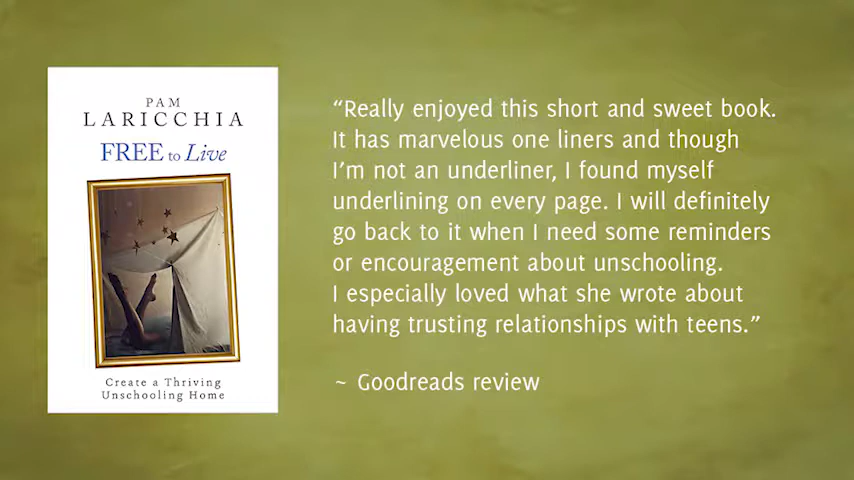 PAM
LARICCHIA
FREE to Live
Create a Thriving
Unschooling Home
“Really enjoyed this short and sweet book.
It has marvelous one liners and though
I’m not an underliner, I found myself
underlining on every page. I will definitely
go back to it when I need some reminders
or encouragement about unschooling.
I especially loved what she wrote about
having trusting relationships with teens.”
~ Goodreads review